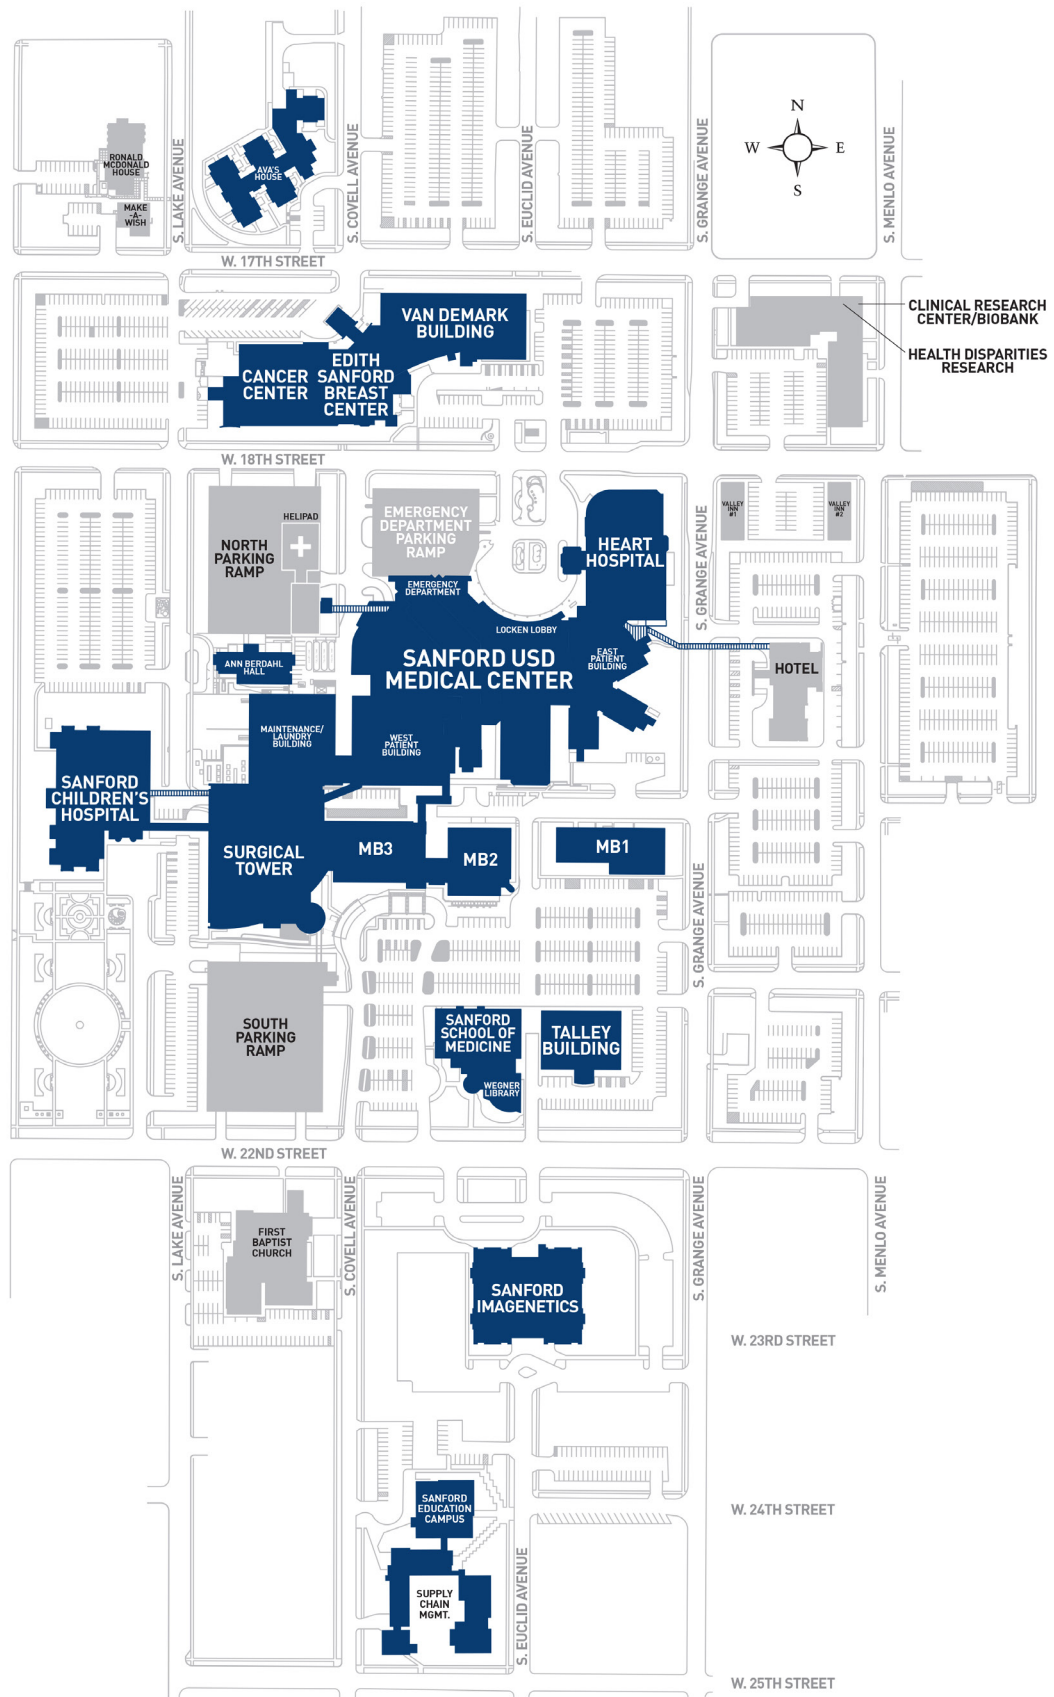 N
W
E
S
S. LAKE AVENUE
S. COVELL AVENUE
S. EUCLID AVENUE
S. GRANGE AVENUE
S. MENLO AVENUE
RONALD
MCDONALD
HOUSE
MAKE
-A-
WISH
AVA'S
HOUSE
W. 17TH STREET
VAN DEMARK
BUILDING
CLINICAL RESEARCH
CENTER/BIOBANK
HEALTH DISPARITIES
RESEARCH
CANCER
CENTER
EDITH
SANFORD
BREAST
CENTER
W. 18TH STREET
HELIPAD
NORTH
PARKING
RAMP
EMERGENCY
DEPARTMENT
PARKING
RAMP
EMERGENCY
DEPARTMENT
HEART
HOSPITAL
S. GRANGE AVENUE
VALLEY
INN
#1
VALLEY
INN
#2
LOCKEN LOBBY
SANFORD USD
MEDICAL CENTER
EAST
PATIENT
BUILDING
HOTEL
ANN BERDAHL
HALL
MAINTENANCE/
LAUNDRY
BUILDING
WEST
PATIENT
BUILDING
SANFORD
CHILDREN'S
HOSPITAL
SURGICAL
TOWER
MB3
MB2
MB1
S. GRANGE AVENUE
SOUTH
PARKING
RAMP
SANFORD
SCHOOL OF
MEDICINE
WEGNER
LIBRARY
TALLEY
BUILDING
W. 22ND STREET
S. LAKE AVENUE
S. COVELL AVENUE
S. GRANGE AVENUE
S. MENLO AVENUE
FIRST
BAPTIST
CHURCH
SANFORD
IMAGENETICS
W. 23RD STREET
SANFORD
EDUCATION
CAMPUS
W. 24TH STREET
SUPPLY
CHAIN
MGMT.
S. EUCLID AVENUE
W. 25TH STREET